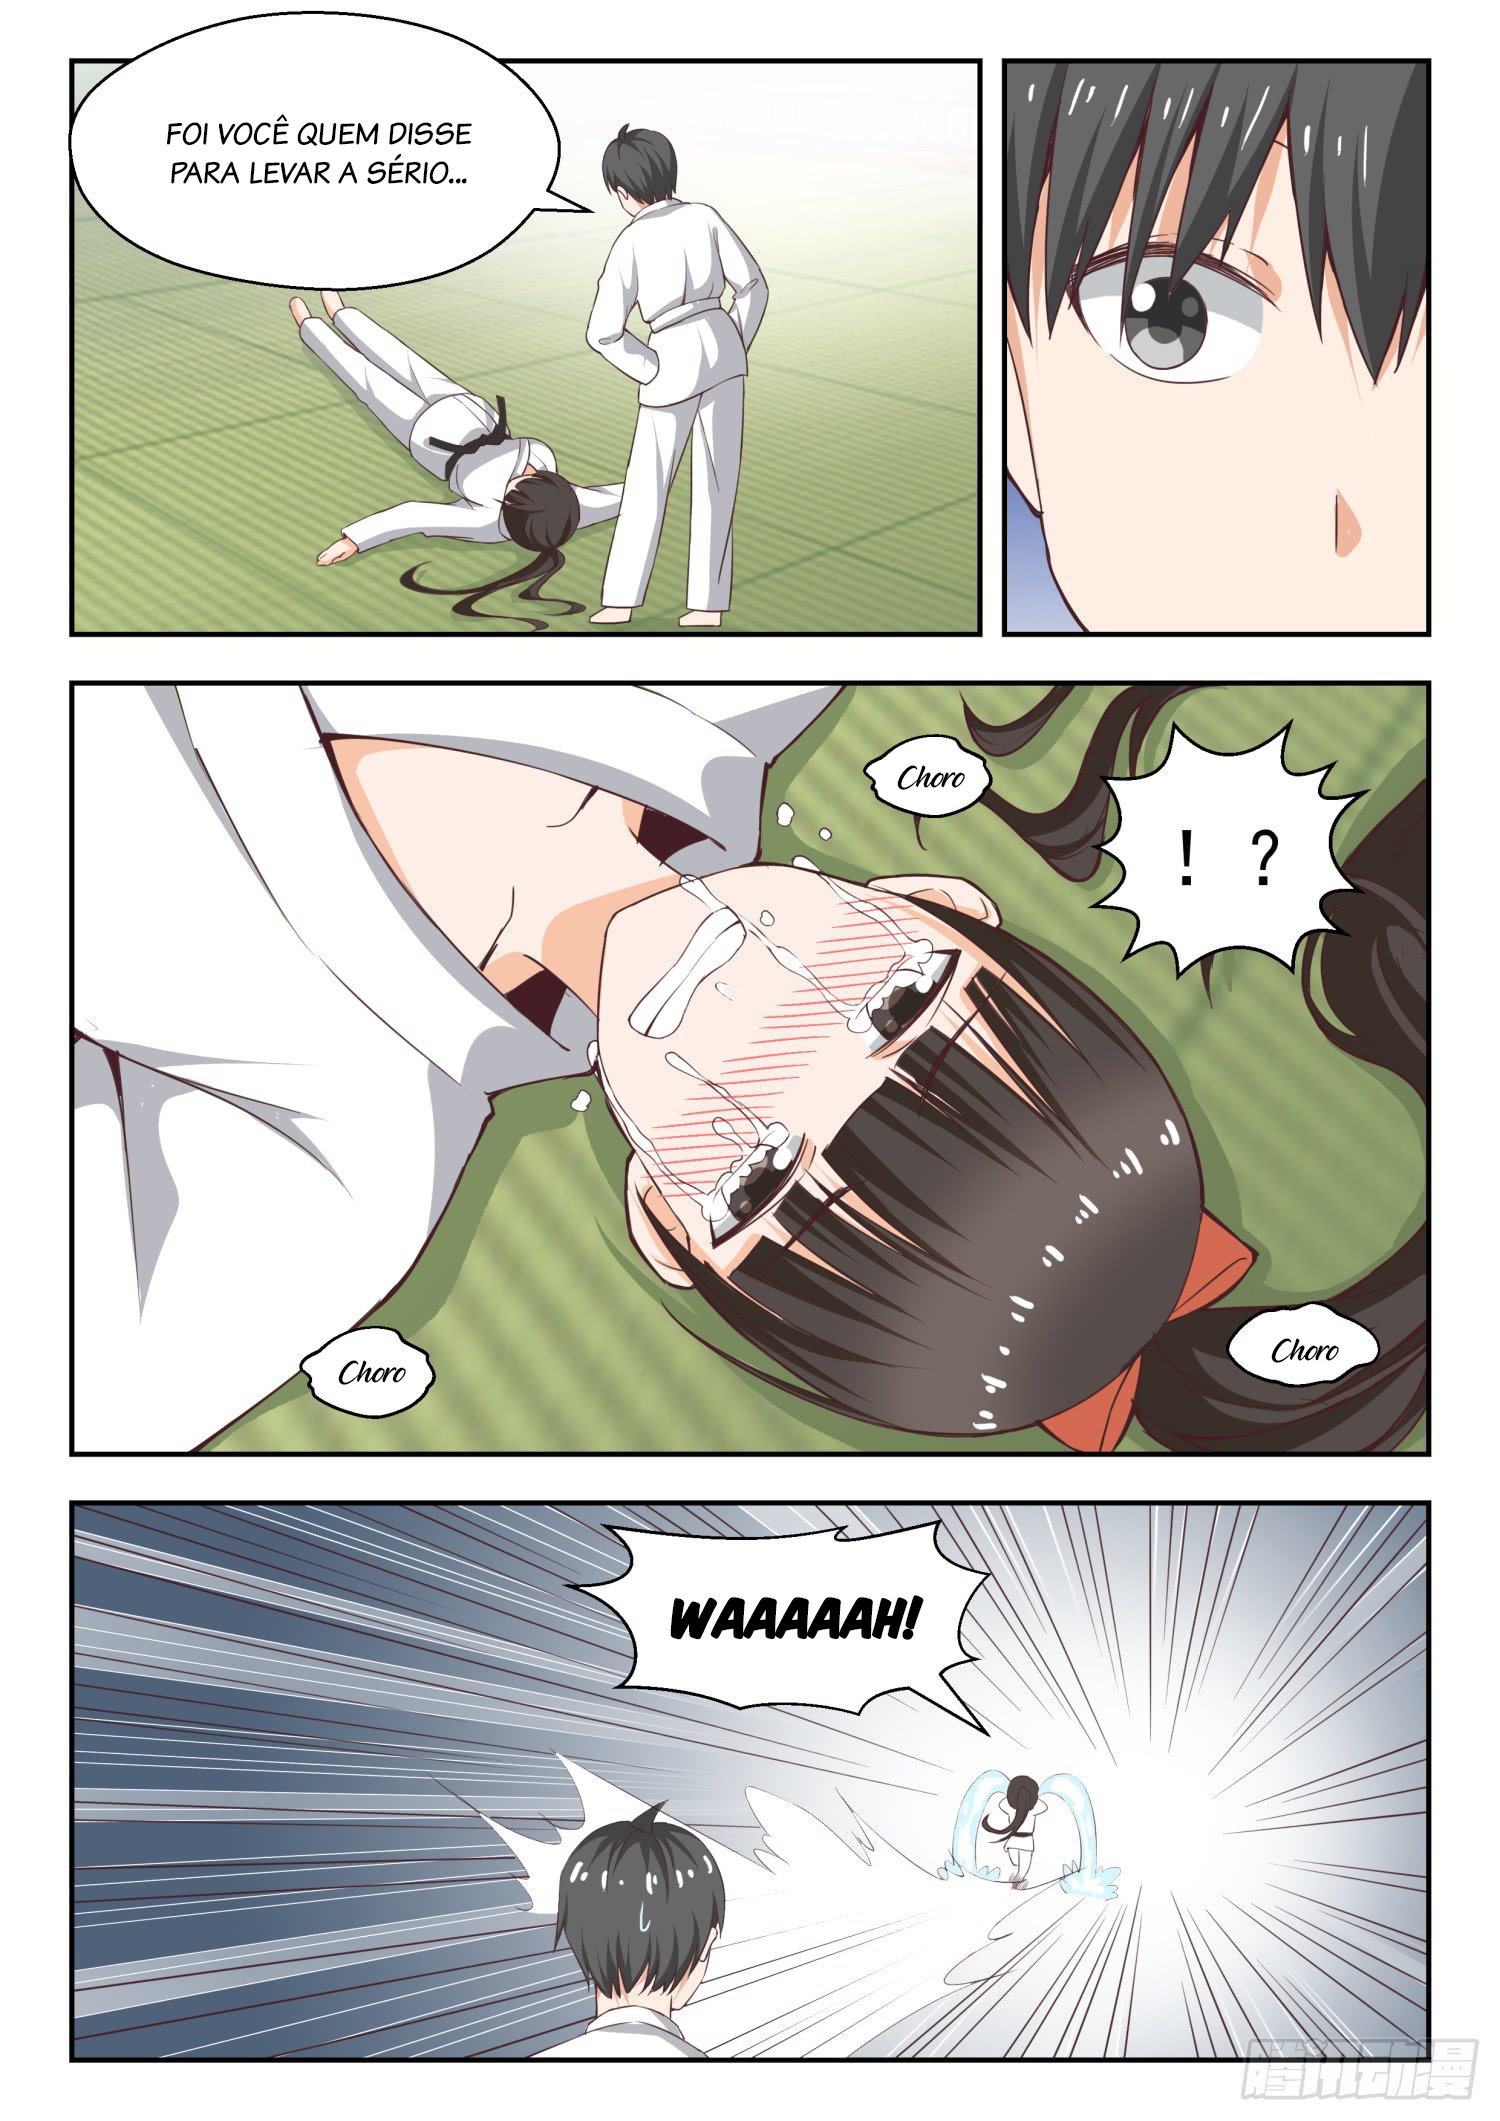 FOI VOCÊ QUEM DISSE
PARA LEVAR A SÉRIO...
Choro
! ?
Choro
Choro
WAAAAAH!
腾讯动漫